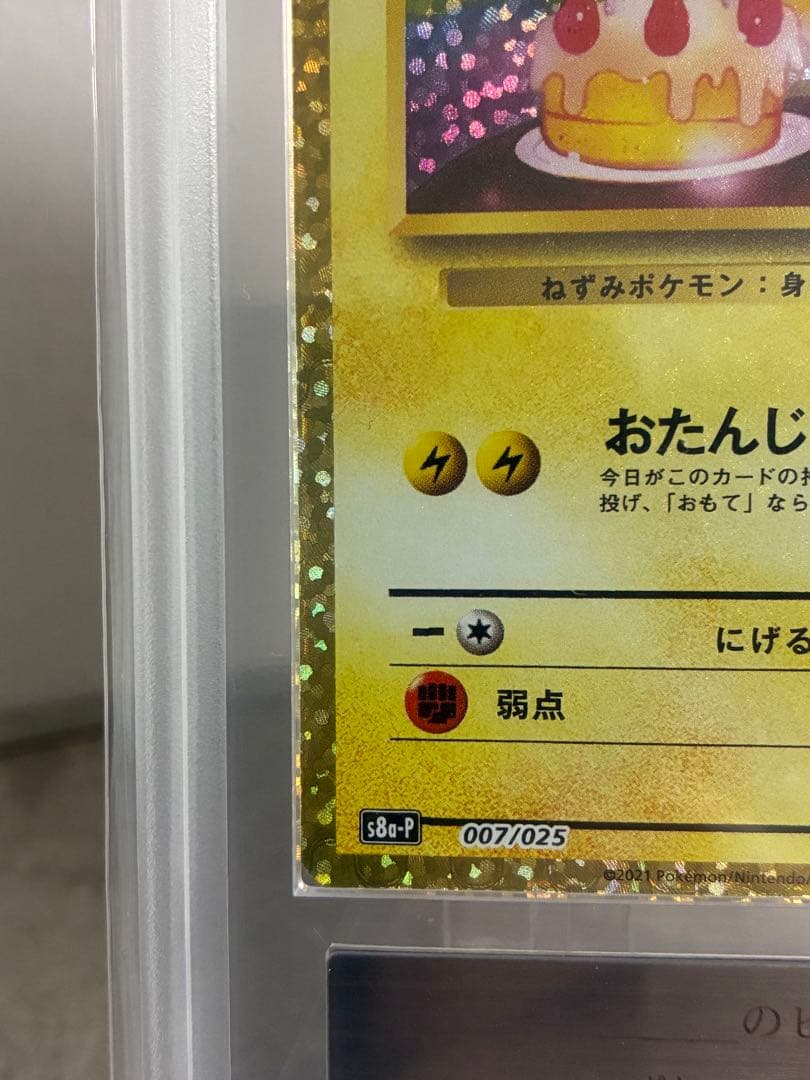 ねずみポケモン：身
おたんじ
今日がこのカードの持
投げ、「おもて」なら
にげる
弱点
s8a-P 007/025
©2021 Pokémon/Nintendo/
のピ